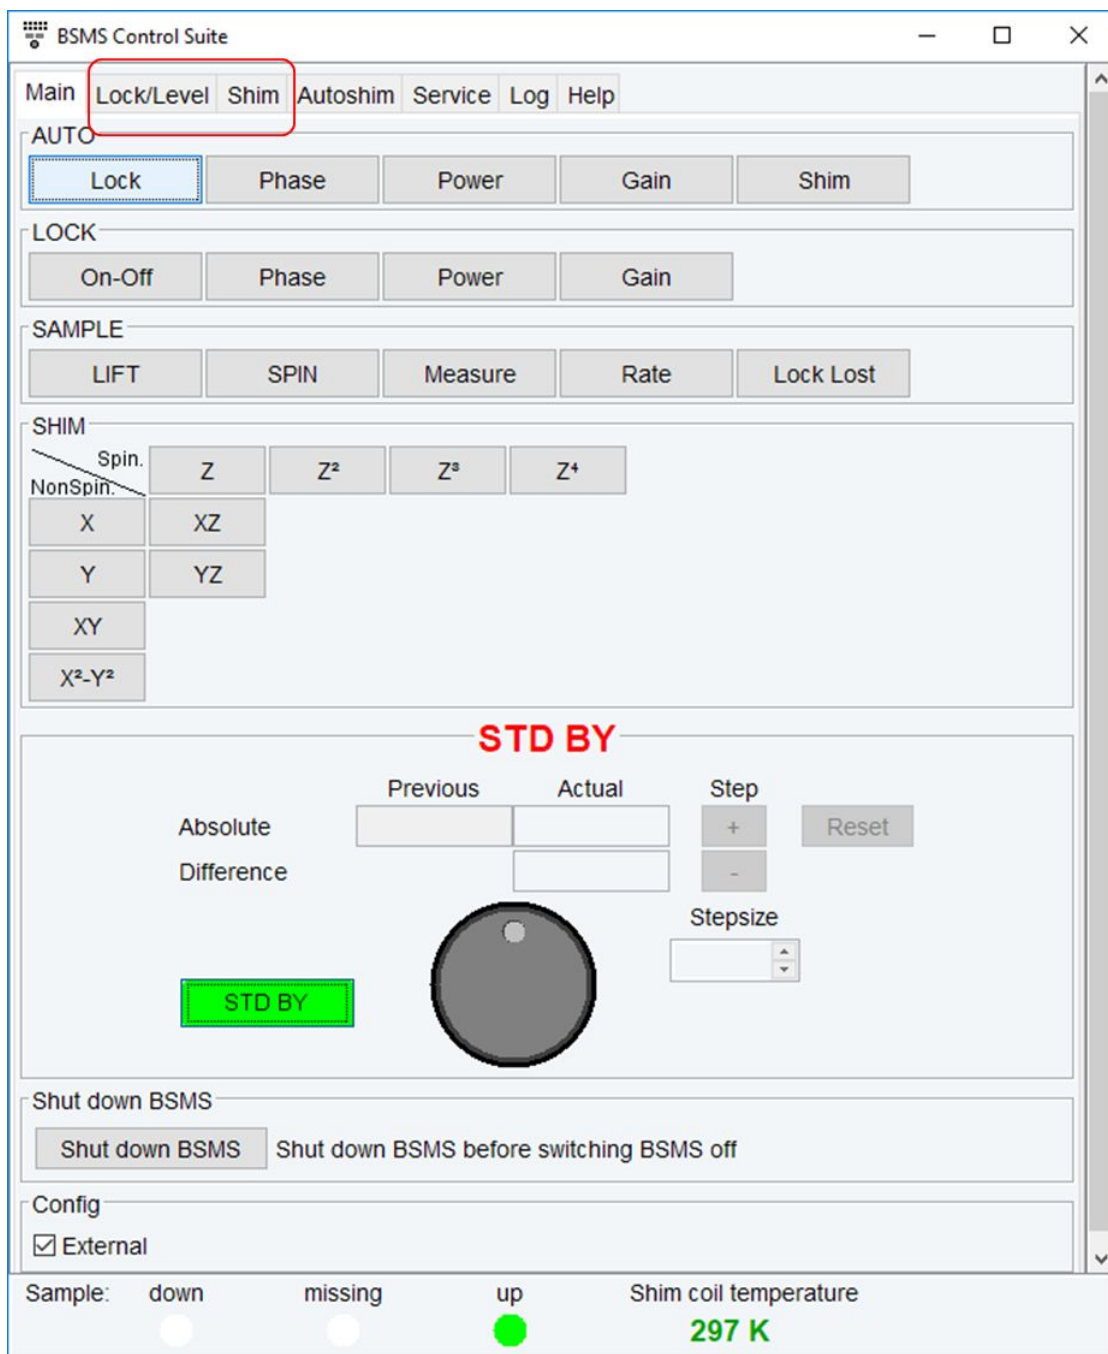 BSMS Control Suite
Main Lock/Level Shim Autoshim Service Log Help
AUTO
Lock Phase Power Gain Shim
LOCK
On-Off Phase Power Gain
SAMPLE
LIFT SPIN Measure Rate Lock Lost
SHIM
Spin.
NonSpin.
Z Z² Z³ Z⁴
X XZ
Y YZ
XY
X²-Y²
STD BY
Previous Actual Step
Absolute + Reset
Difference -
Stepsize
STD BY
Shut down BSMS
Shut down BSMS Shut down BSMS before switching BSMS off
Config
External
Sample: down missing up Shim coil temperature
297 K